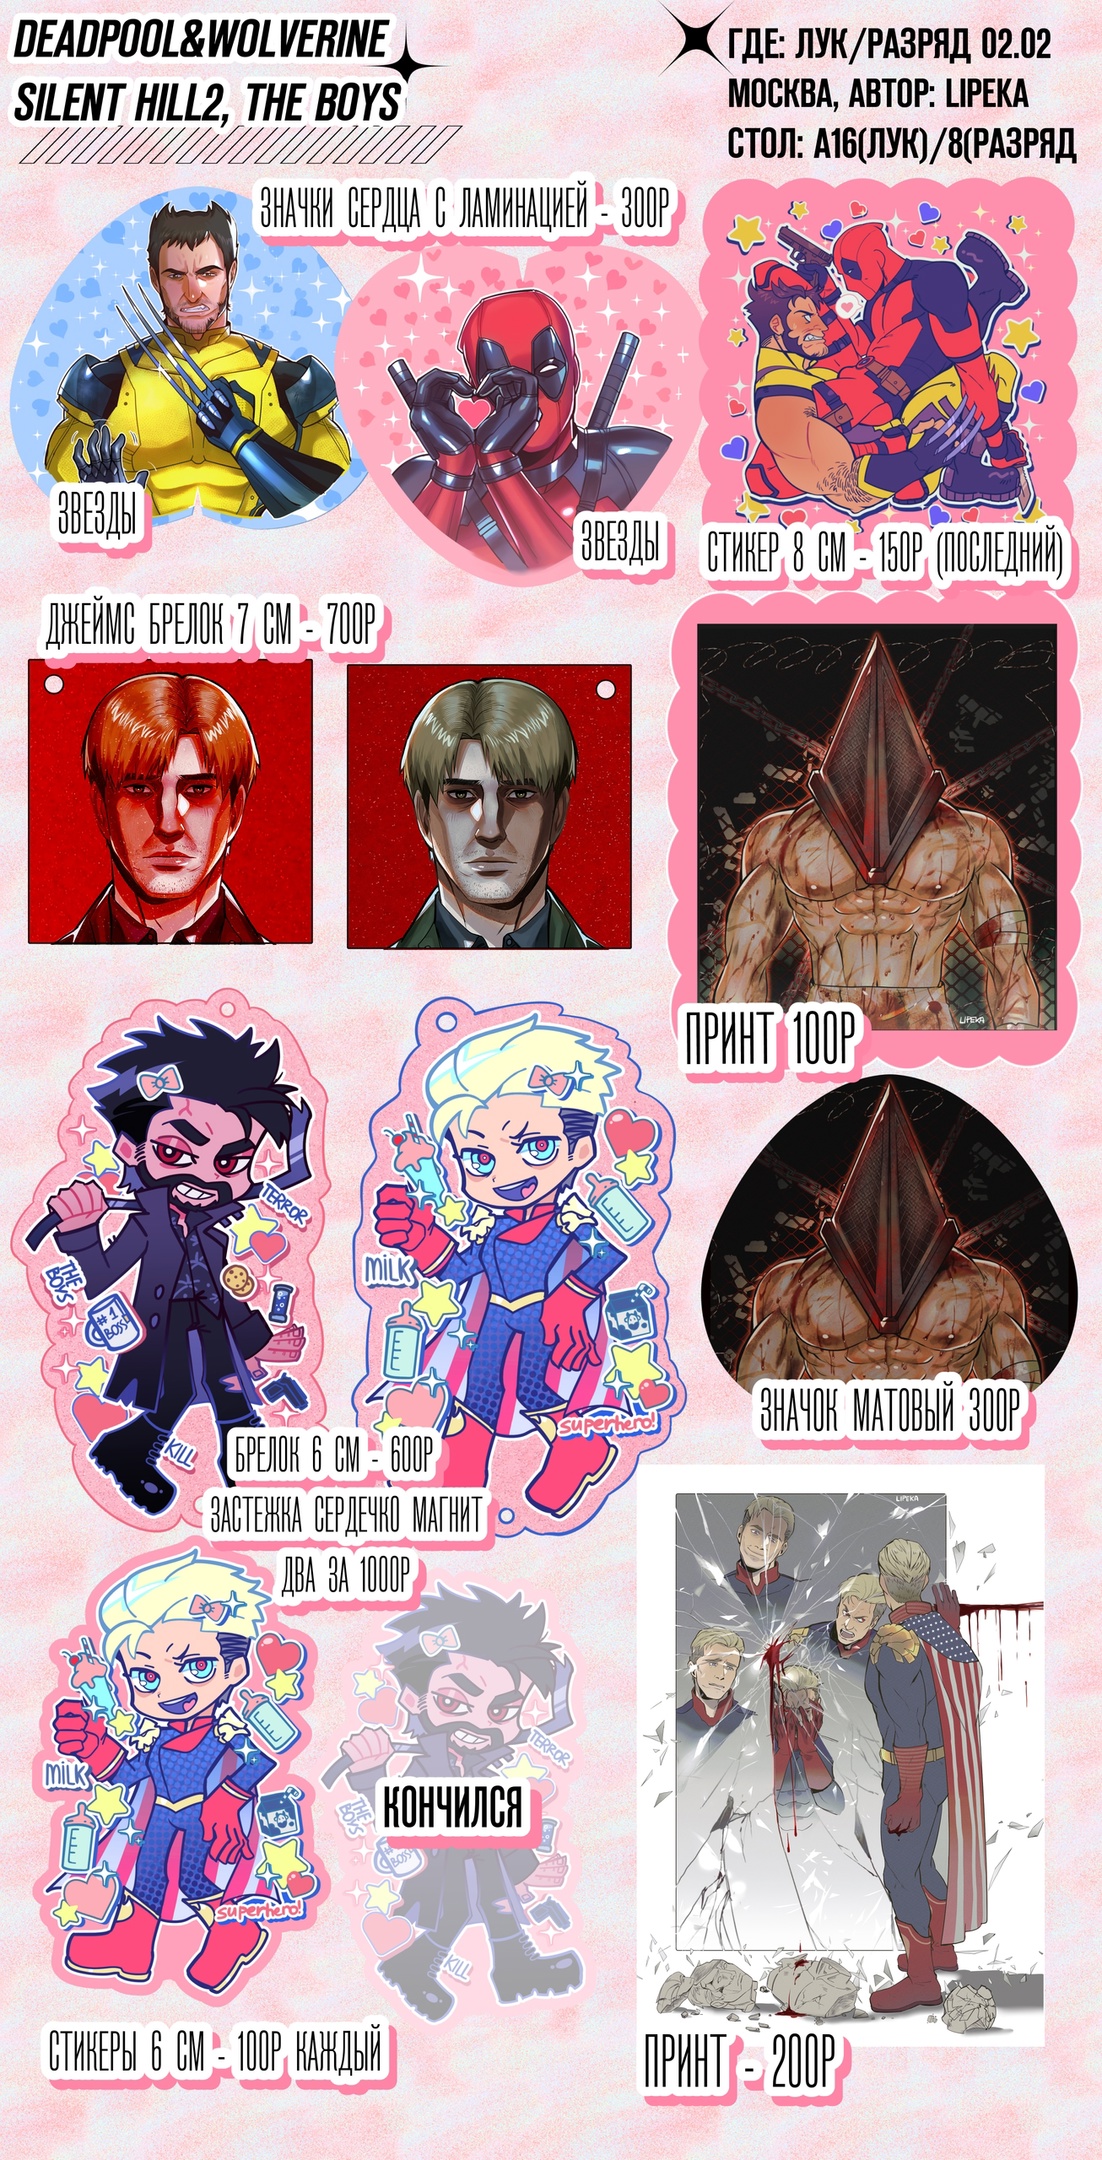 DEADPOOL&WOLVERINE
SILENT HILL2, THE BOYS
ГДЕ: ЛУК/РАЗРЯД 02.02
МОСКВА, АВТОР: LIPEKA
СТОЛ: А16(ЛУК)/8(РАЗРЯД
ЗНАЧКИ СЕРДЦА С ЛАМИНАЦИЕЙ - 300Р
ЗВЕЗДЫ
ЗВЕЗДЫ
СТИКЕР 8 СМ - 150Р (ПОСЛЕДНИЙ)
ДЖЕЙМС БРЕЛОК 7 СМ - 700Р
LIPEKA
ПРИНТ 100Р
TERROR
THE
BOYS
#1
BOSS
KILL
MILK
superhero!
ЗНАЧОК МАТОВЫЙ 300Р
БРЕЛОК 6 СМ - 600Р
ЗАСТЕЖКА СЕРДЕЧКО МАГНИТ
ДВА ЗА 1000Р
LIPEKA
MILK
superhero!
TERROR
THE
BOSS
KILL
КОНЧИЛСЯ
СТИКЕРЫ 6 СМ - 100Р КАЖДЫЙ
ПРИНТ - 200Р